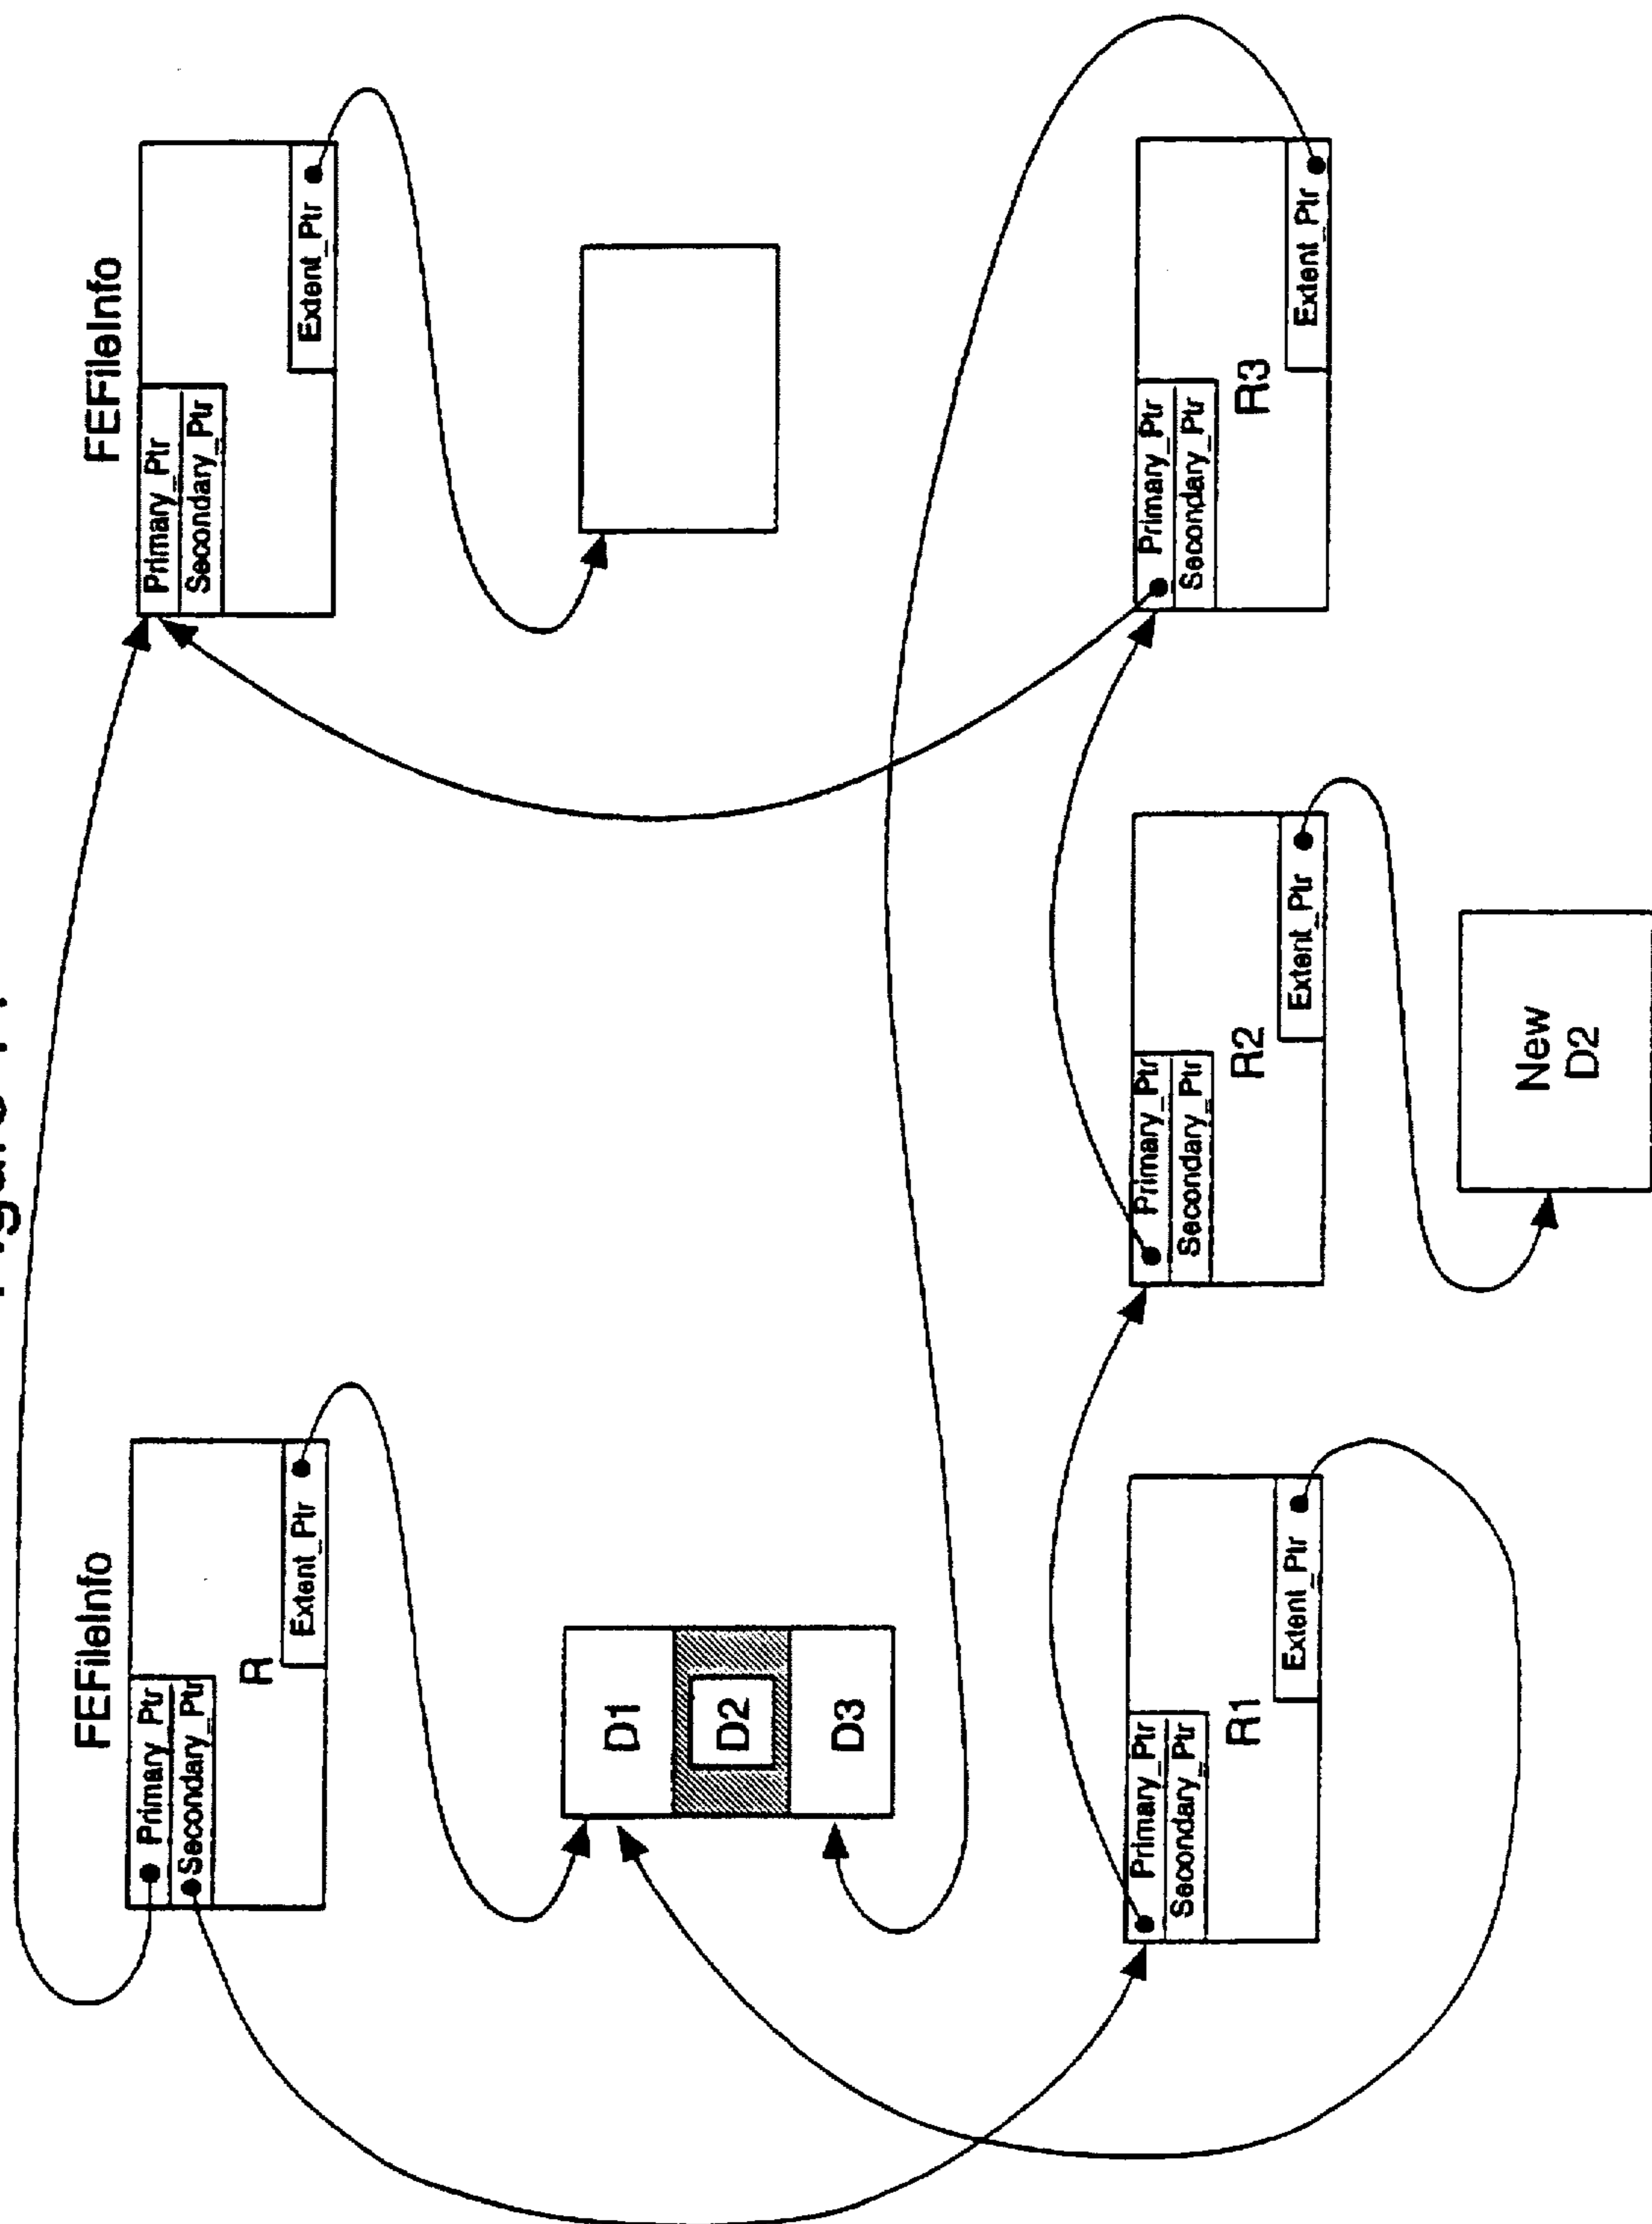 FEFileInfo
Primary_Ptr
Secondary_Ptr
R
Extent_Ptr
FEFileInfo
Primary_Ptr
Secondary_Ptr
Extent_Ptr
D1
D2
D3
Primary_Ptr
Secondary_Ptr
R1
Extent_Ptr
Primary_Ptr
Secondary_Ptr
R2
Extent_Ptr
Primary_Ptr
Secondary_Ptr
R3
Extent_Ptr
New
D2